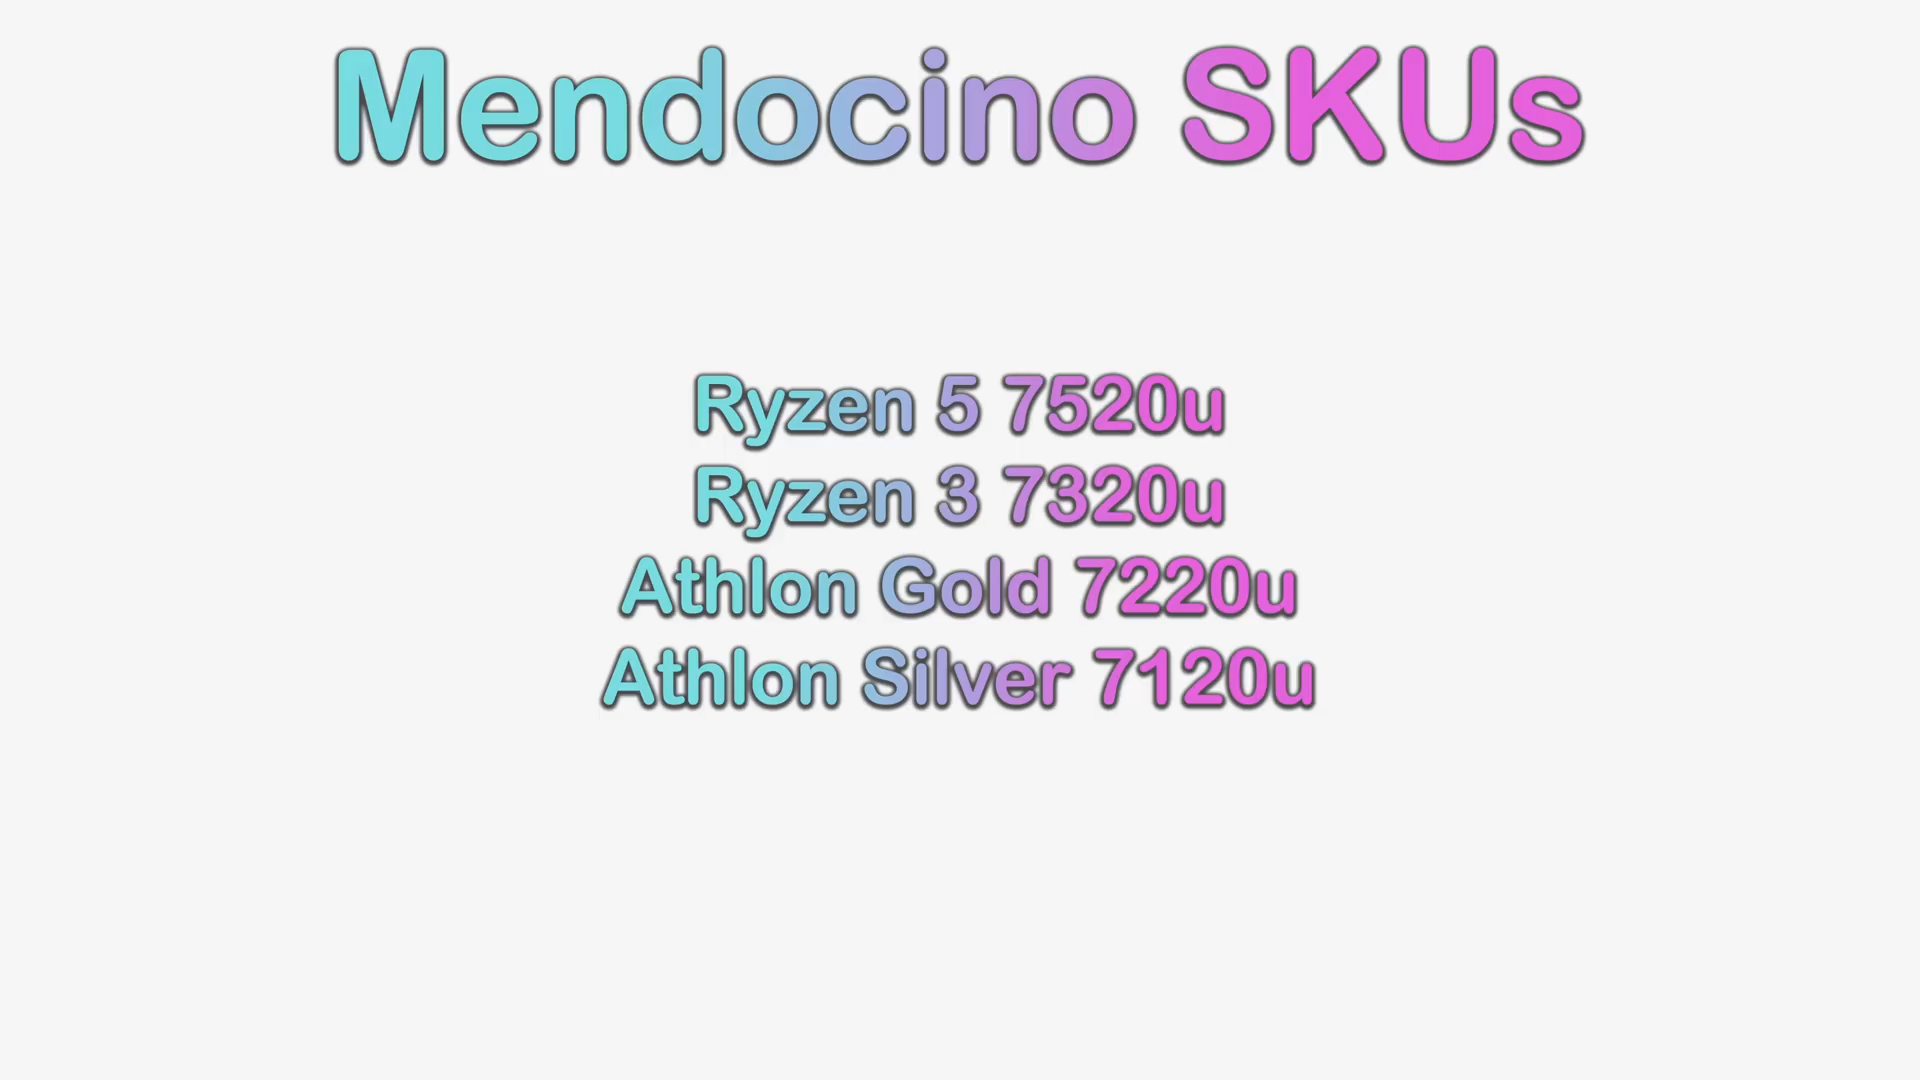 Mendocino SKUs
Ryzen 5 7520u
Ryzen 3 7320u
Athlon Gold 7220u
Athlon Silver 7120u